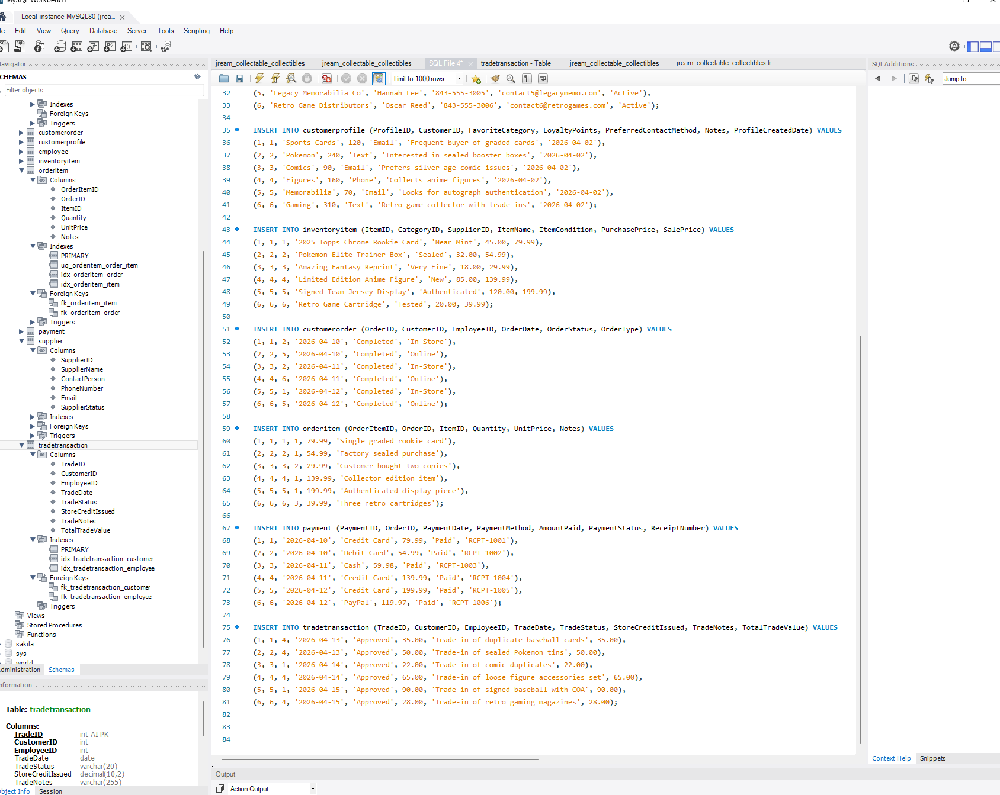 MySQL Workbench
Local instance MySQL80 (jrea...
Edit View Query Database Server Tools Scripting Help
Navigator
SCHEMAS
Filter objects
Indexes
Foreign Keys
Triggers
customerorder
customerprofile
employee
inventoryitem
orderitem
Columns
OrderItemID
OrderID
ItemID
Quantity
UnitPrice
Notes
Indexes
PRIMARY
uq_orderitem_order_item
idx_orderitem_order
idx_orderitem_item
Foreign Keys
fk_orderitem_item
fk_orderitem_order
Triggers
payment
supplier
Columns
SupplierID
SupplierName
ContactPerson
PhoneNumber
Email
SupplierStatus
Indexes
Foreign Keys
Triggers
tradetransaction
Columns
TradeID
CustomerID
EmployeeID
TradeDate
TradeStatus
StoreCreditIssued
TradeNotes
TotalTradeValue
Indexes
PRIMARY
idx_tradetransaction_customer
idx_tradetransaction_employee
Foreign Keys
fk_tradetransaction_customer
fk_tradetransaction_employee
Triggers
Views
Stored Procedures
Functions
sakila
sys
world
Administration Schemas
Information
Table: tradetransaction
Columns:
TradeID int AI PK
CustomerID int
EmployeeID int
TradeDate date
TradeStatus varchar(20)
StoreCreditIssued decimal(10,2)
TradeNotes varchar(255)
Object Info Session
jream_collectable_collectibles jream_collectable_collectibles SQL File 4* tradetransaction - Table jream_collectable_collectibles jream_collectable_collectibles.tr...
Limit to 1000 rows
32 (5, 'Legacy Memorabilia Co', 'Hannah Lee', '843-555-3005', 'contact5@legacymemo.com', 'Active'),
33 (6, 'Retro Game Distributors', 'Oscar Reed', '843-555-3006', 'contact6@retrogames.com', 'Active');
34
35 INSERT INTO customerprofile (ProfileID, CustomerID, FavoriteCategory, LoyaltyPoints, PreferredContactMethod, Notes, ProfileCreatedDate) VALUES
36 (1, 1, 'Sports Cards', 120, 'Email', 'Frequent buyer of graded cards', '2026-04-02'),
37 (2, 2, 'Pokemon', 240, 'Text', 'Interested in sealed booster boxes', '2026-04-02'),
38 (3, 3, 'Comics', 90, 'Email', 'Prefers silver age comic issues', '2026-04-02'),
39 (4, 4, 'Figures', 160, 'Phone', 'Collects anime figures', '2026-04-02'),
40 (5, 5, 'Memorabilia', 70, 'Email', 'Looks for autograph authentication', '2026-04-02'),
41 (6, 6, 'Gaming', 310, 'Text', 'Retro game collector with trade-ins', '2026-04-02');
42
43 INSERT INTO inventoryitem (ItemID, CategoryID, SupplierID, ItemName, ItemCondition, PurchasePrice, SalePrice) VALUES
44 (1, 1, 1, '2025 Topps Chrome Rookie Card', 'Near Mint', 45.00, 79.99),
45 (2, 2, 2, 'Pokemon Elite Trainer Box', 'Sealed', 32.00, 54.99),
46 (3, 3, 3, 'Amazing Fantasy Reprint', 'Very Fine', 18.00, 29.99),
47 (4, 4, 4, 'Limited Edition Anime Figure', 'New', 85.00, 139.99),
48 (5, 5, 5, 'Signed Team Jersey Display', 'Authenticated', 120.00, 199.99),
49 (6, 6, 6, 'Retro Game Cartridge', 'Tested', 20.00, 39.99);
50
51 INSERT INTO customerorder (OrderID, CustomerID, EmployeeID, OrderDate, OrderStatus, OrderType) VALUES
52 (1, 1, 2, '2026-04-10', 'Completed', 'In-Store'),
53 (2, 2, 5, '2026-04-10', 'Completed', 'Online'),
54 (3, 3, 2, '2026-04-11', 'Completed', 'In-Store'),
55 (4, 4, 6, '2026-04-11', 'Completed', 'Online'),
56 (5, 5, 1, '2026-04-12', 'Completed', 'In-Store'),
57 (6, 6, 5, '2026-04-12', 'Completed', 'Online');
58
59 INSERT INTO orderitem (OrderItemID, OrderID, ItemID, Quantity, UnitPrice, Notes) VALUES
60 (1, 1, 1, 1, 79.99, 'Single graded rookie card'),
61 (2, 2, 2, 1, 54.99, 'Factory sealed purchase'),
62 (3, 3, 3, 2, 29.99, 'Customer bought two copies'),
63 (4, 4, 4, 1, 139.99, 'Collector edition item'),
64 (5, 5, 5, 1, 199.99, 'Authenticated display piece'),
65 (6, 6, 6, 3, 39.99, 'Three retro cartridges');
66
67 INSERT INTO payment (PaymentID, OrderID, PaymentDate, PaymentMethod, AmountPaid, PaymentStatus, ReceiptNumber) VALUES
68 (1, 1, '2026-04-10', 'Credit Card', 79.99, 'Paid', 'RCPT-1001'),
69 (2, 2, '2026-04-10', 'Debit Card', 54.99, 'Paid', 'RCPT-1002'),
70 (3, 3, '2026-04-11', 'Cash', 59.98, 'Paid', 'RCPT-1003'),
71 (4, 4, '2026-04-11', 'Credit Card', 139.99, 'Paid', 'RCPT-1004'),
72 (5, 5, '2026-04-12', 'Credit Card', 199.99, 'Paid', 'RCPT-1005'),
73 (6, 6, '2026-04-12', 'PayPal', 119.97, 'Paid', 'RCPT-1006');
74
75 INSERT INTO tradetransaction (TradeID, CustomerID, EmployeeID, TradeDate, TradeStatus, StoreCreditIssued, TradeNotes, TotalTradeValue) VALUES
76 (1, 1, 4, '2026-04-13', 'Approved', 35.00, 'Trade-in of duplicate baseball cards', 35.00),
77 (2, 2, 4, '2026-04-13', 'Approved', 50.00, 'Trade-in of sealed Pokemon tins', 50.00),
78 (3, 3, 1, '2026-04-14', 'Approved', 22.00, 'Trade-in of comic duplicates', 22.00),
79 (4, 4, 4, '2026-04-14', 'Approved', 65.00, 'Trade-in of loose figure accessories set', 65.00),
80 (5, 5, 1, '2026-04-15', 'Approved', 90.00, 'Trade-in of signed baseball with COA', 90.00),
81 (6, 6, 4, '2026-04-15', 'Approved', 28.00, 'Trade-in of retro gaming magazines', 28.00);
82
83
84
Output
Action Output
SQLAdditions
Jump to
Context Help Snippets